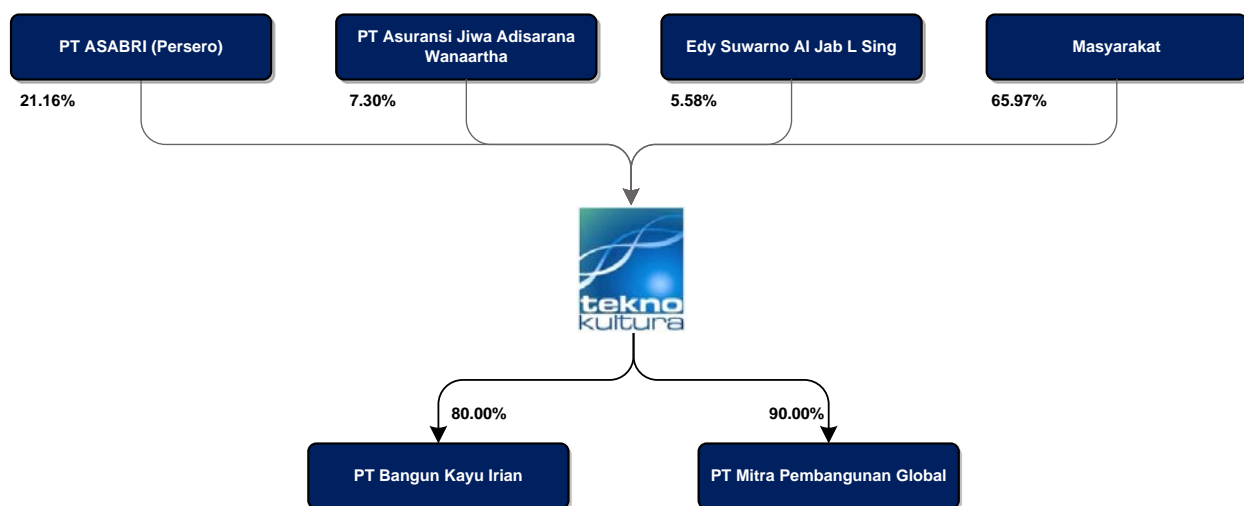 PT ASABRI (Persero)
PT Asuransi Jiwa Adisarana
Wanaartha
Edy Suwarno Al Jab L Sing
Masyarakat
21.16%
7.30%
5.58%
65.97%
tekno
kultura
80.00%
90.00%
PT Bangun Kayu Irian
PT Mitra Pembangunan Global